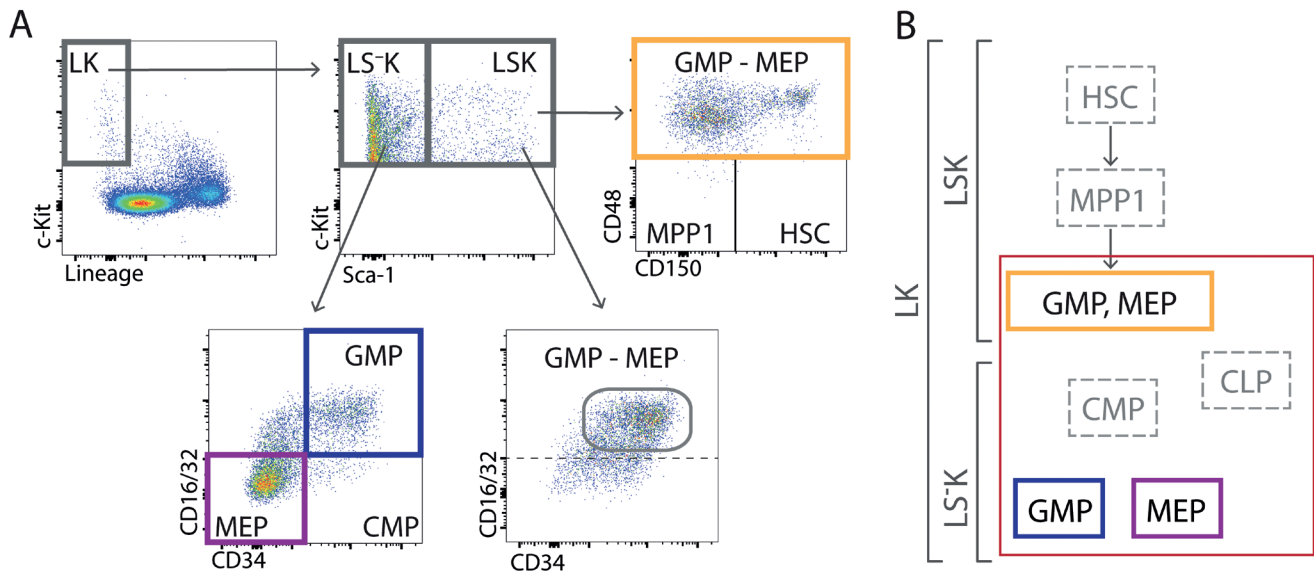 A
LK
c-Kit
Lineage
LS⁻K
LSK
c-Kit
Sca-1
GMP - MEP
CD48
MPP1
HSC
CD150
GMP
CD16/32
MEP
CMP
CD34
GMP - MEP
CD16/32
CD34
B
LK
LSK
LS⁻K
HSC
MPP1
GMP, MEP
CLP
CMP
GMP
MEP